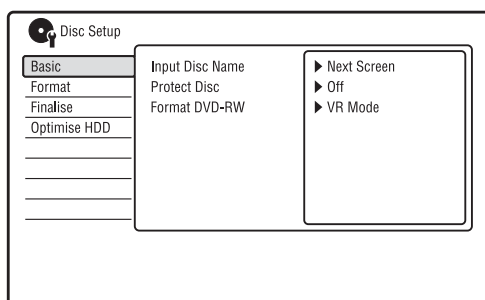 Disc Setup
Basic
Format
Finalise
Optimise HDD
Input Disc Name
Protect Disc
Format DVD-RW
Next Screen
Off
VR Mode